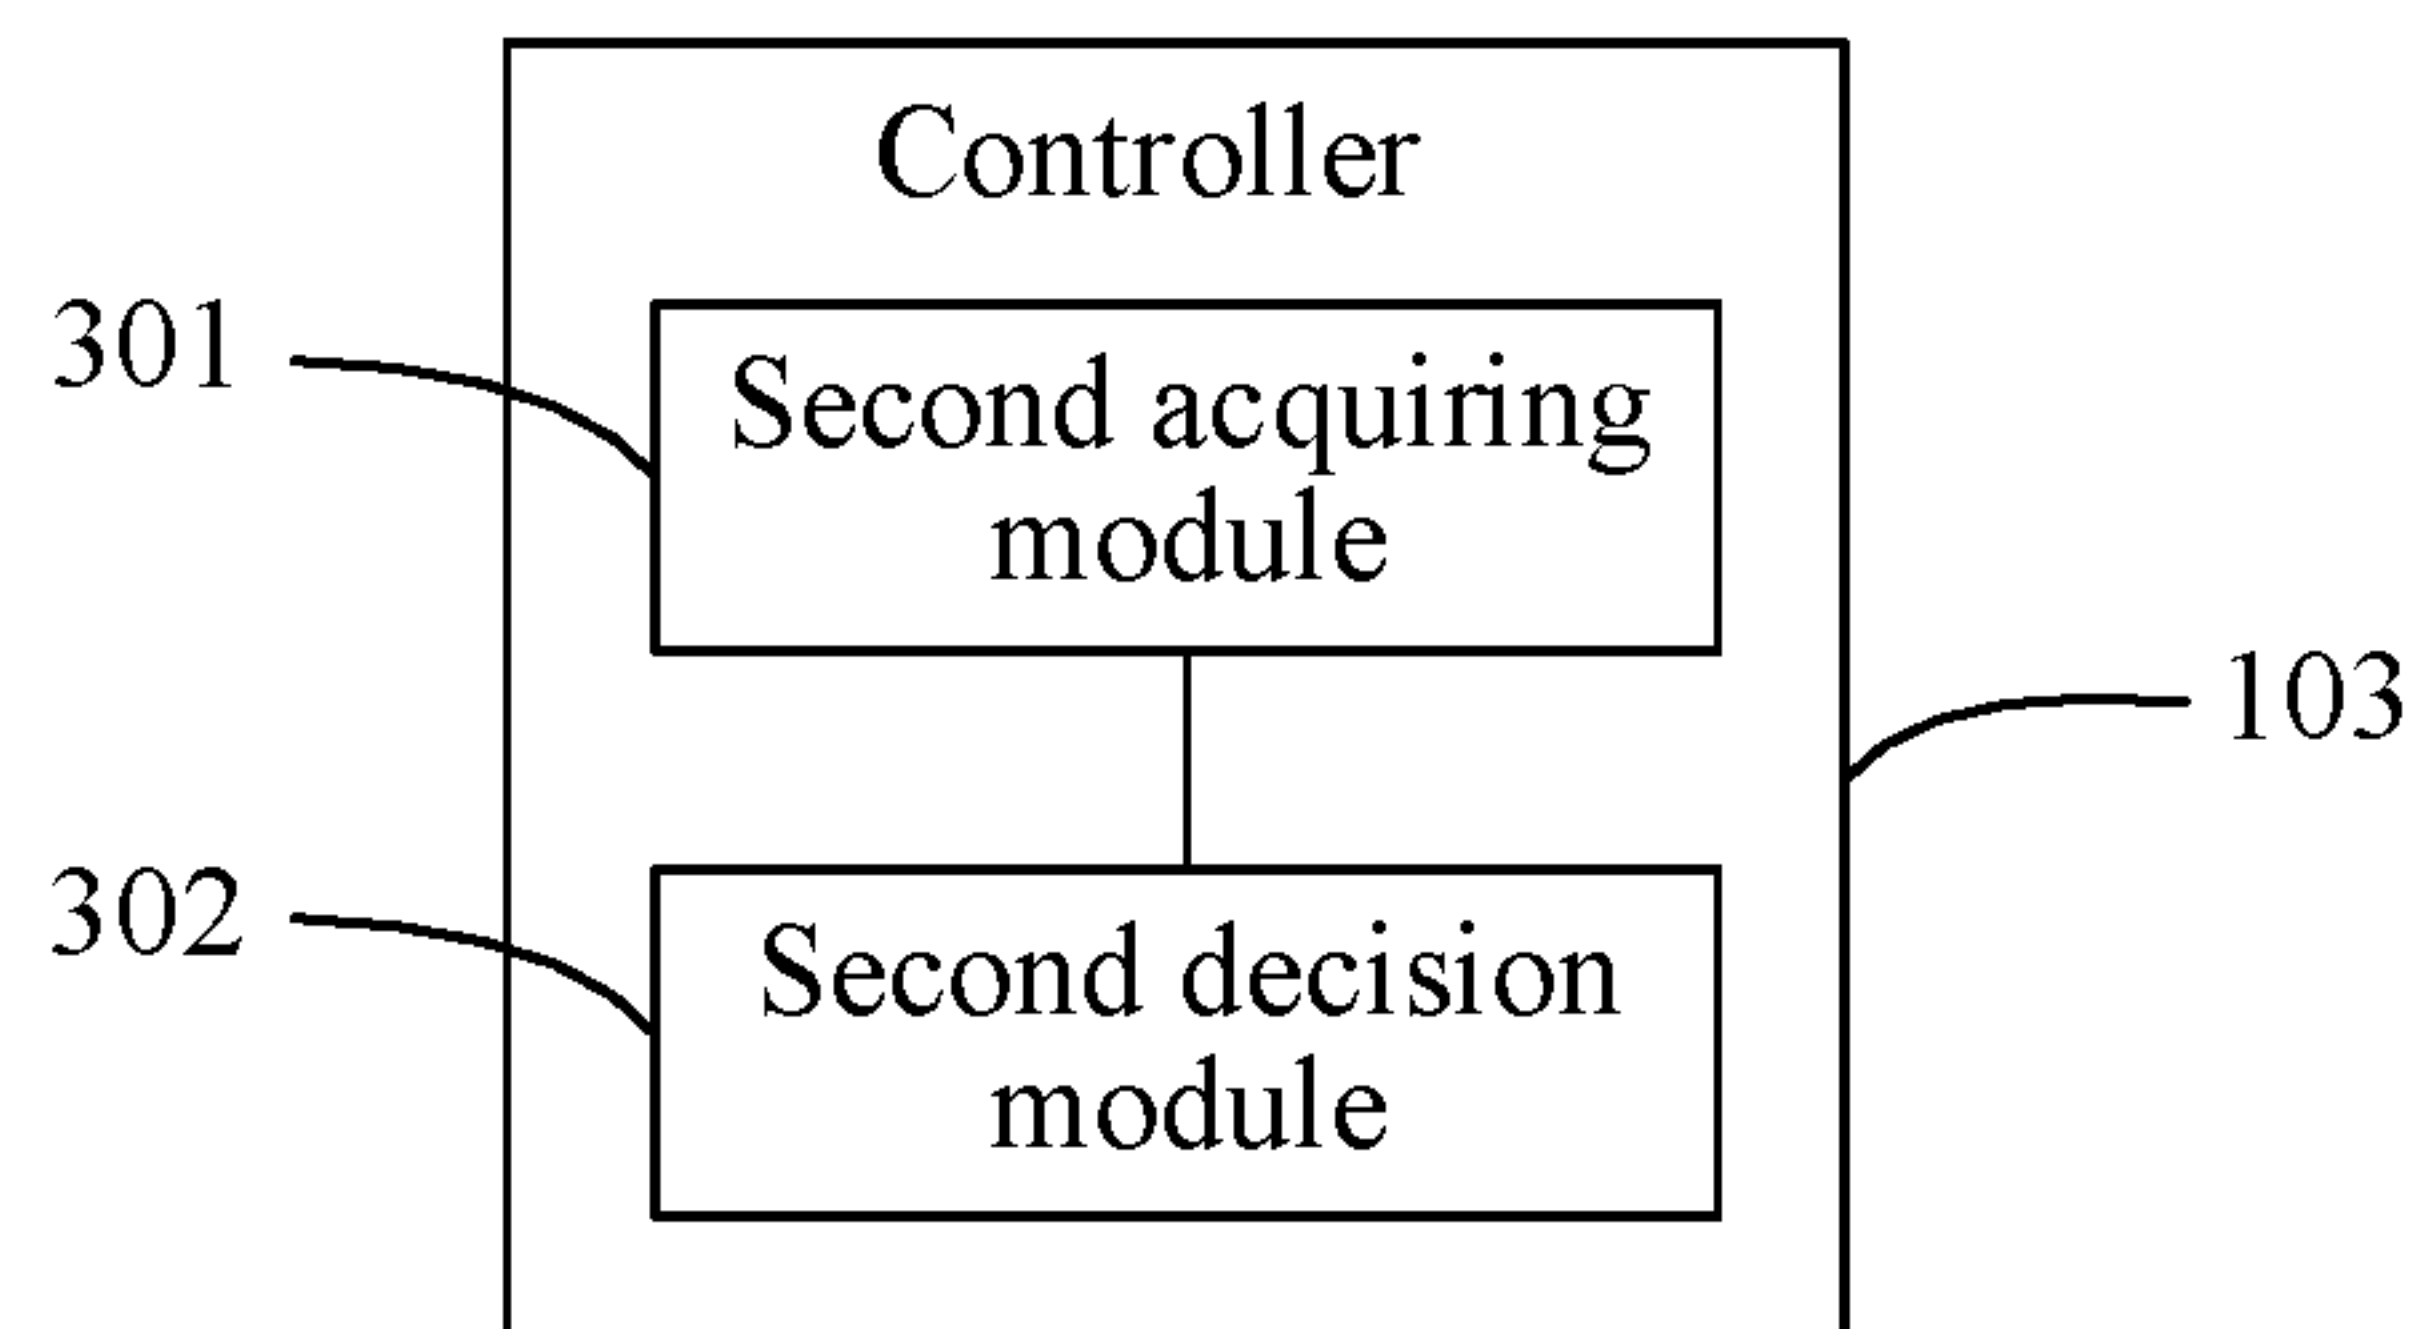 Controller
301
Second acquiring
module
103
302
Second decision
module